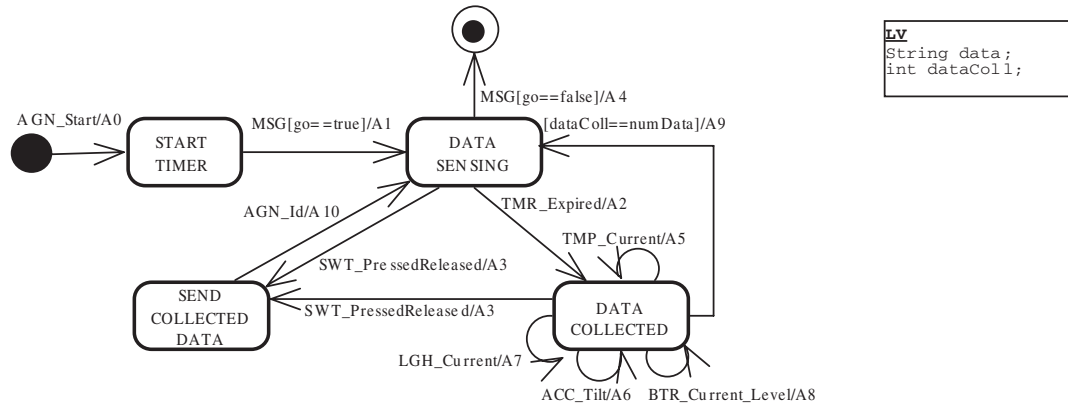 LV
String data;
int dataColl;
MSG[go==false]/A4
AGN_Start/A0
MSG[go==true]/A1
[dataColl==numData]/A9
START
TIMER
DATA
SENSING
AGN_Id/A10
TMR_Expired/A2
TMP_Current/A5
SWT_PressedReleased/A3
SEND
COLLECTED
DATA
SWT_PressedReleased/A3
DATA
COLLECTED
LGH_Current/A7
ACC_Tilt/A6
BTR_Current_Level/A8